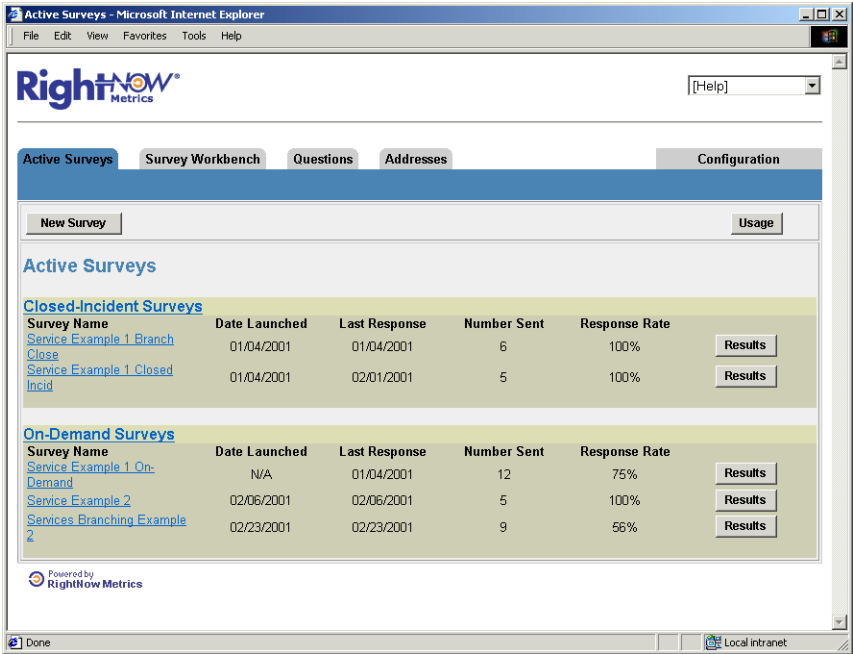 Active Surveys - Microsoft Internet Explorer
File Edit View Favorites Tools Help
RightNOW®
Metrics
[Help]
Active Surveys Survey Workbench Questions Addresses Configuration
New Survey Usage
Active Surveys
Closed-Incident Surveys
Survey Name Date Launched Last Response Number Sent Response Rate
Service Example 1 Branch
Close 01/04/2001 01/04/2001 6 100% Results
Service Example 1 Closed
Incid 01/04/2001 02/01/2001 5 100% Results
On-Demand Surveys
Survey Name Date Launched Last Response Number Sent Response Rate
Service Example 1 On-
Demand N/A 01/04/2001 12 75% Results
Service Example 2 02/06/2001 02/06/2001 5 100% Results
Services Branching Example
2 02/23/2001 02/23/2001 9 56% Results
Powered by
RightNow Metrics
Done Local intranet